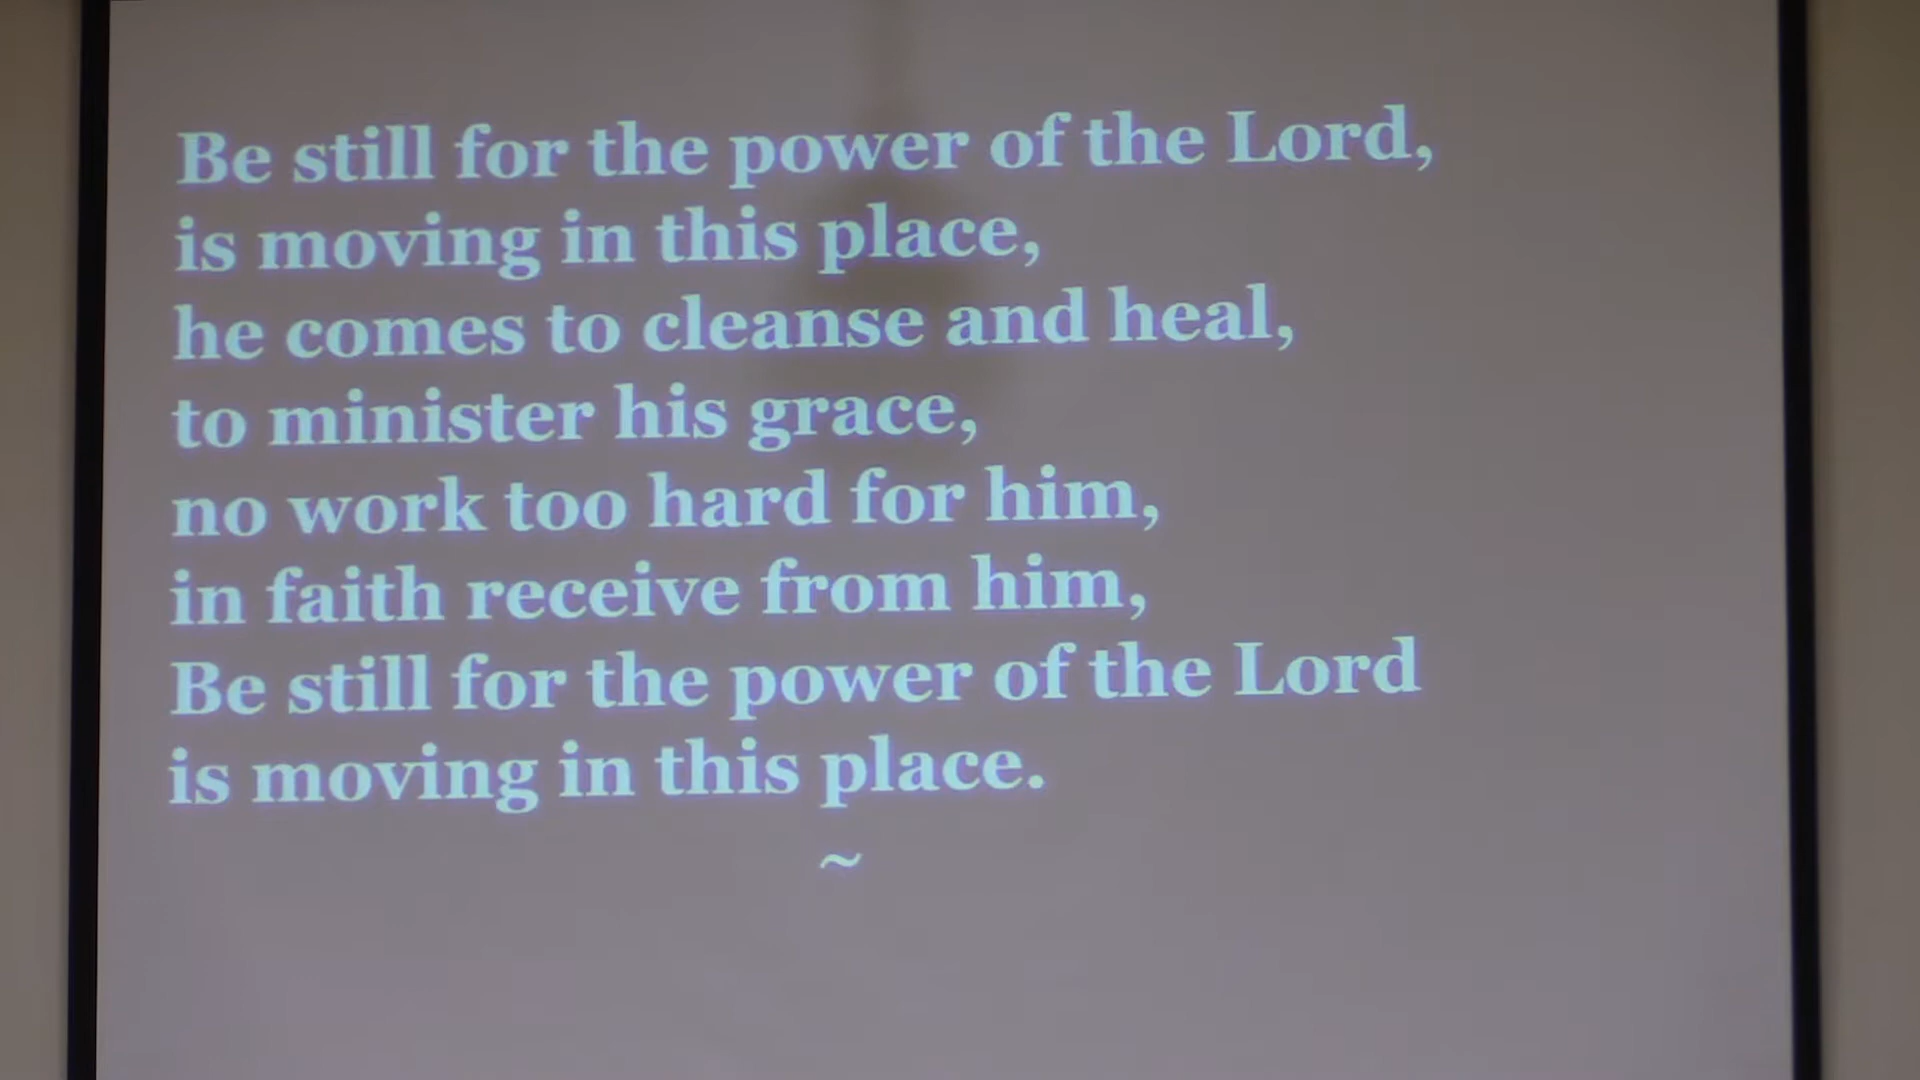 Be still for the power of the Lord,
is moving in this place,
he comes to cleanse and heal,
to minister his grace,
no work too hard for him,
in faith receive from him,
Be still for the power of the Lord
is moving in this place.
~